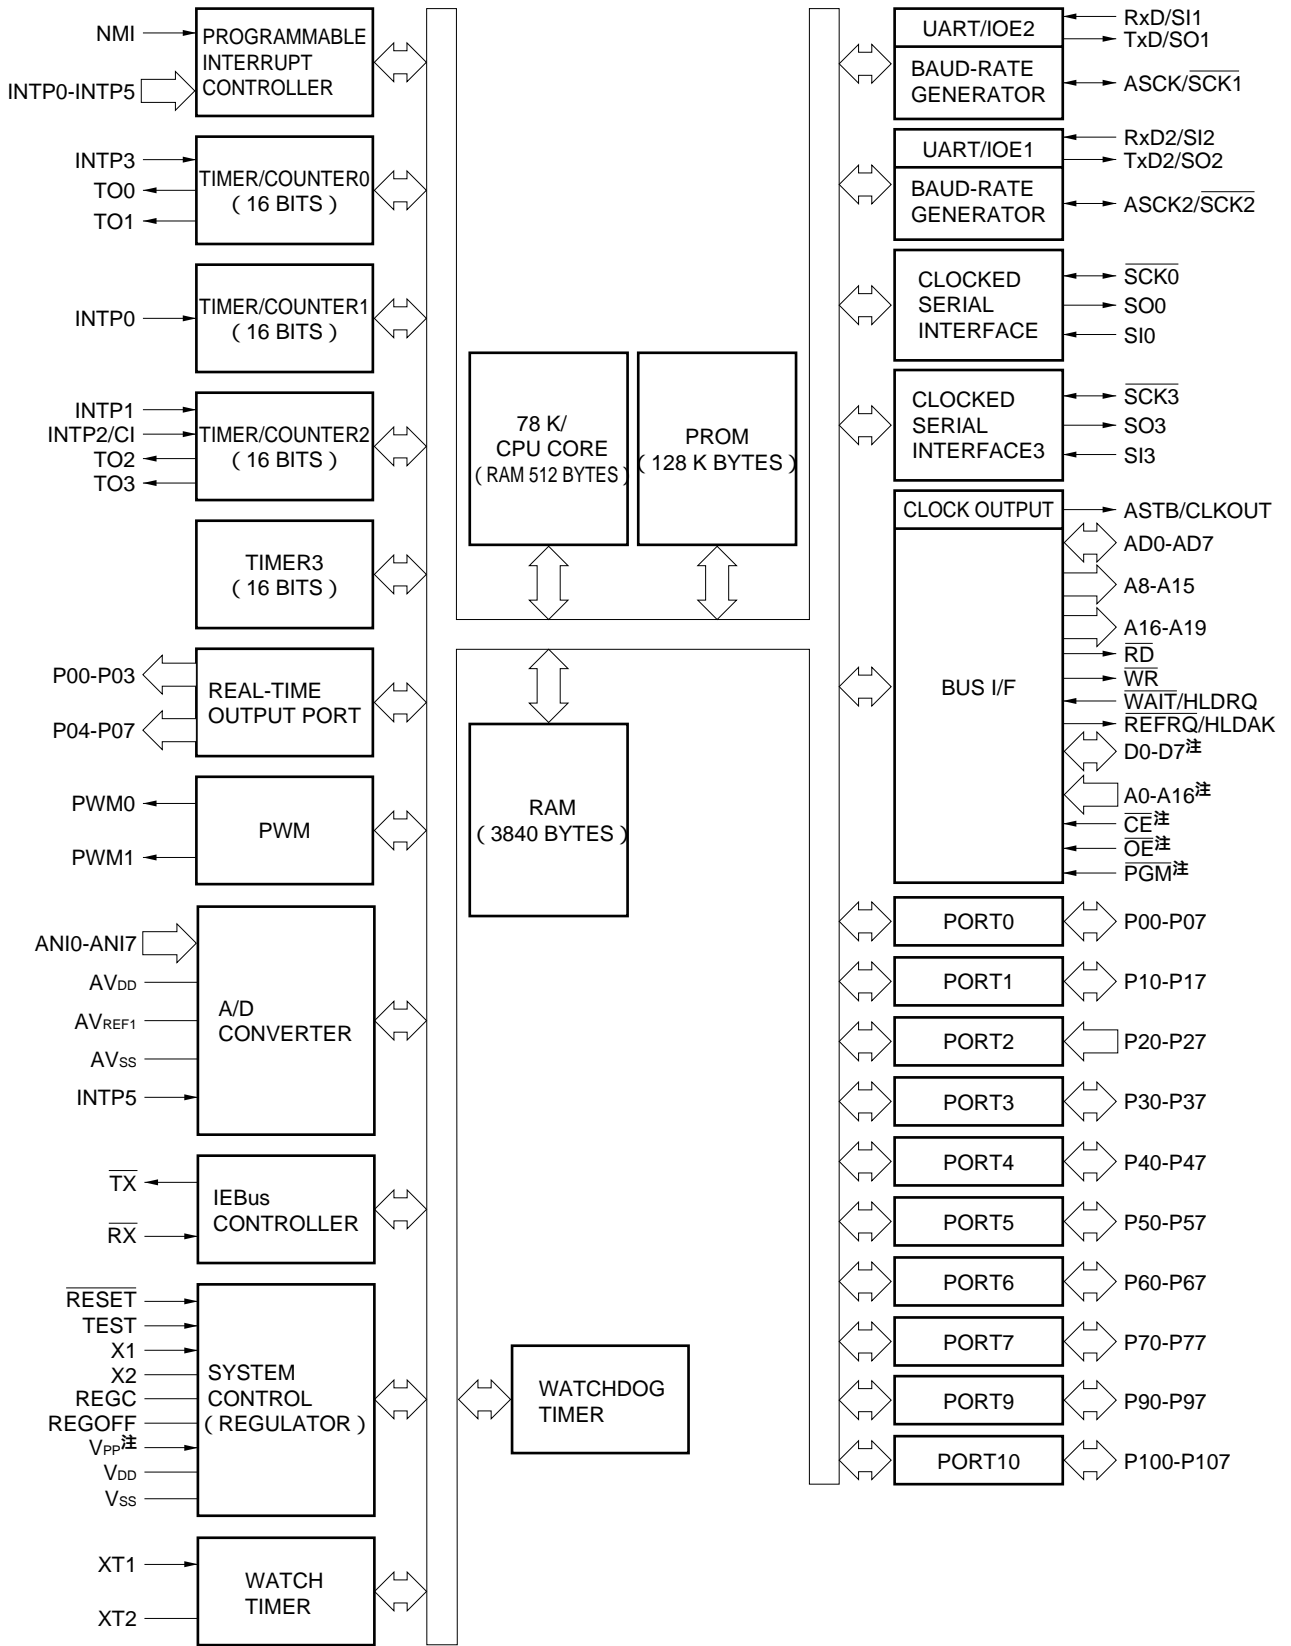 NMI
INTP0-INTP5
PROGRAMMABLE
INTERRUPT
CONTROLLER
INTP3
TO0
TO1
TIMER/COUNTER0
( 16 BITS )
INTP0
TIMER/COUNTER1
( 16 BITS )
INTP1
INTP2/CI
TO2
TO3
TIMER/COUNTER2
( 16 BITS )
TIMER3
( 16 BITS )
P00-P03
P04-P07
REAL-TIME
OUTPUT PORT
PWM0
PWM1
PWM
ANI0-ANI7
AVDD
AVREF1
AVSS
INTP5
A/D
CONVERTER
TX
RX
IEBus
CONTROLLER
RESET
TEST
X1
X2
REGC
REGOFF
VPP注
VDD
VSS
SYSTEM
CONTROL
( REGULATOR )
XT1
XT2
WATCH
TIMER
78 K/
CPU CORE
( RAM 512 BYTES )
PROM
( 128 K BYTES )
RAM
( 3840 BYTES )
WATCHDOG
TIMER
UART/IOE2
BAUD-RATE
GENERATOR
RxD/SI1
TxD/SO1
ASCK/SCK1
UART/IOE1
BAUD-RATE
GENERATOR
RxD2/SI2
TxD2/SO2
ASCK2/SCK2
CLOCKED
SERIAL
INTERFACE
SCK0
SO0
SI0
CLOCKED
SERIAL
INTERFACE3
SCK3
SO3
SI3
CLOCK OUTPUT
BUS I/F
ASTB/CLKOUT
AD0-AD7
A8-A15
A16-A19
RD
WR
WAIT/HLDRQ
REFRQ/HLDAK
D0-D7注
A0-A16注
CE注
OE注
PGM注
PORT0
P00-P07
PORT1
P10-P17
PORT2
P20-P27
PORT3
P30-P37
PORT4
P40-P47
PORT5
P50-P57
PORT6
P60-P67
PORT7
P70-P77
PORT9
P90-P97
PORT10
P100-P107